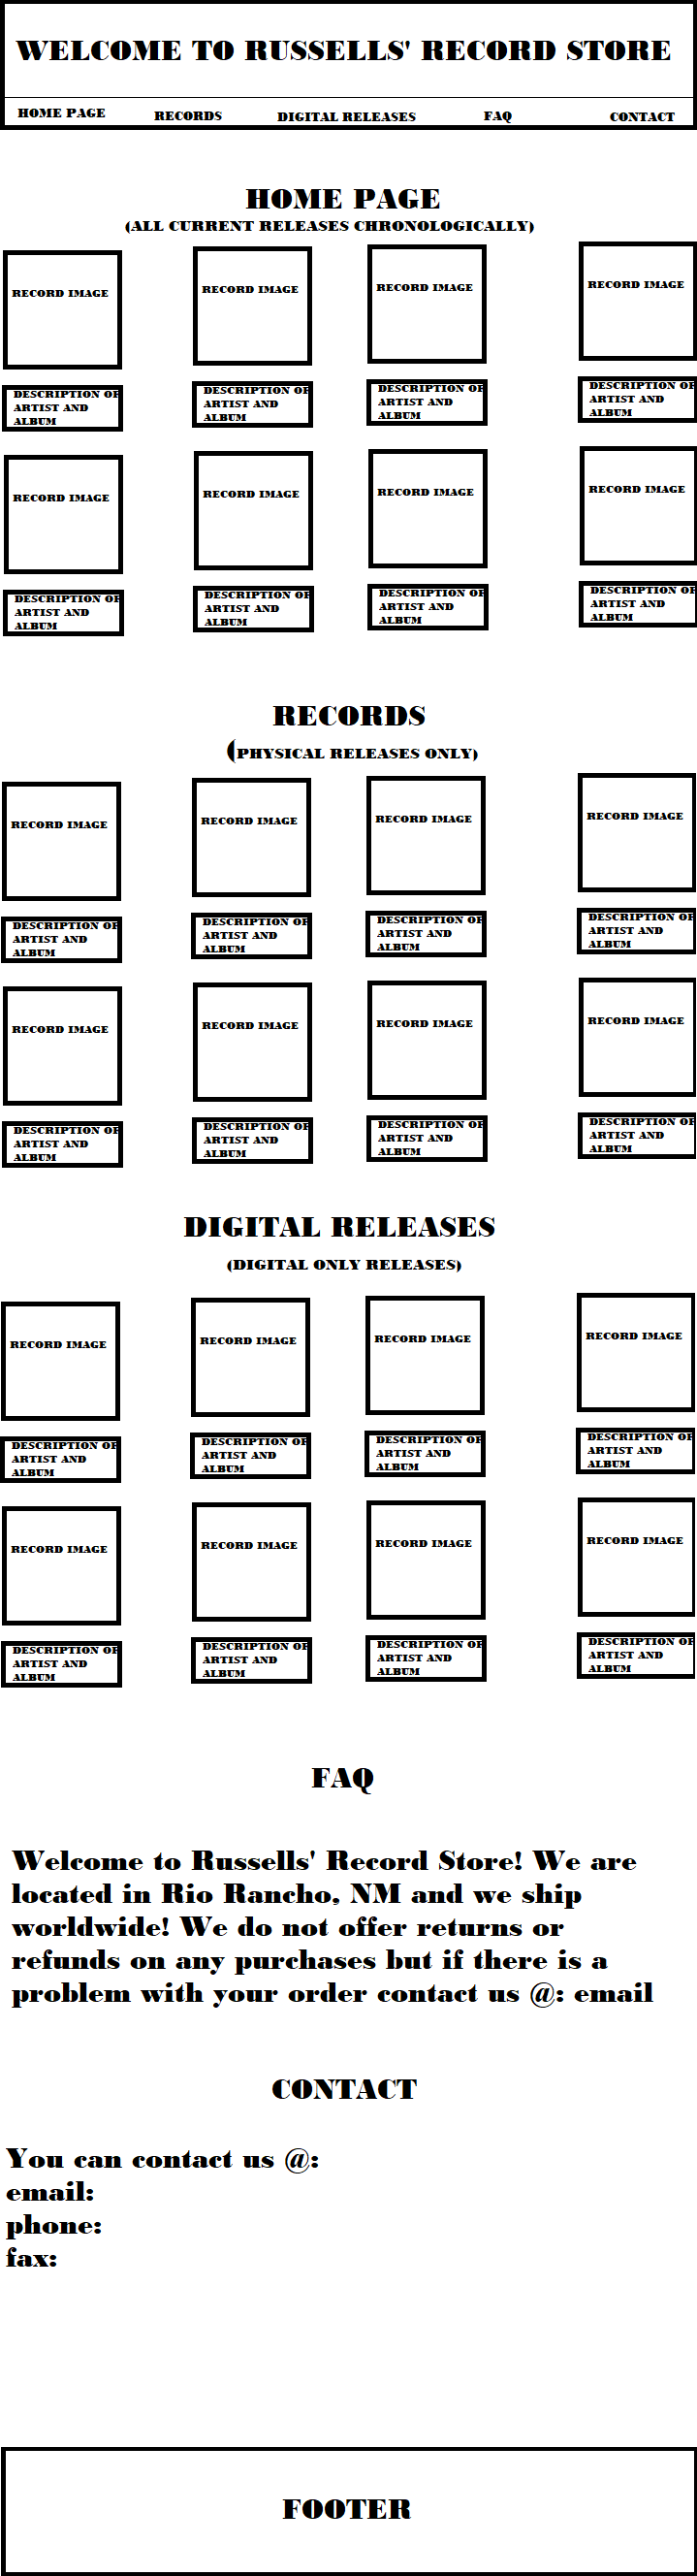 WELCOME TO RUSSELLS' RECORD STORE
HOME PAGE RECORDS DIGITAL RELEASES FAQ CONTACT
HOME PAGE
(ALL CURRENT RELEASES CHRONOLOGICALLY)
RECORD IMAGE RECORD IMAGE RECORD IMAGE RECORD IMAGE
DESCRIPTION OF DESCRIPTION OF DESCRIPTION OF DESCRIPTION OF
ARTIST AND ARTIST AND ARTIST AND ARTIST AND
ALBUM ALBUM ALBUM ALBUM
RECORD IMAGE RECORD IMAGE RECORD IMAGE RECORD IMAGE
DESCRIPTION OF DESCRIPTION OF DESCRIPTION OF DESCRIPTION OF
ARTIST AND ARTIST AND ARTIST AND ARTIST AND
ALBUM ALBUM ALBUM ALBUM
RECORDS
(PHYSICAL RELEASES ONLY)
RECORD IMAGE RECORD IMAGE RECORD IMAGE RECORD IMAGE
DESCRIPTION OF DESCRIPTION OF DESCRIPTION OF DESCRIPTION OF
ARTIST AND ARTIST AND ARTIST AND ARTIST AND
ALBUM ALBUM ALBUM ALBUM
RECORD IMAGE RECORD IMAGE RECORD IMAGE RECORD IMAGE
DESCRIPTION OF DESCRIPTION OF DESCRIPTION OF DESCRIPTION OF
ARTIST AND ARTIST AND ARTIST AND ARTIST AND
ALBUM ALBUM ALBUM ALBUM
DIGITAL RELEASES
(DIGITAL ONLY RELEASES)
RECORD IMAGE RECORD IMAGE RECORD IMAGE RECORD IMAGE
DESCRIPTION OF DESCRIPTION OF DESCRIPTION OF DESCRIPTION OF
ARTIST AND ARTIST AND ARTIST AND ARTIST AND
ALBUM ALBUM ALBUM ALBUM
RECORD IMAGE RECORD IMAGE RECORD IMAGE RECORD IMAGE
DESCRIPTION OF DESCRIPTION OF DESCRIPTION OF DESCRIPTION OF
ARTIST AND ARTIST AND ARTIST AND ARTIST AND
ALBUM ALBUM ALBUM ALBUM
FAQ
Welcome to Russells' Record Store! We are
located in Rio Rancho, NM and we ship
worldwide! We do not offer returns or
refunds on any purchases but if there is a
problem with your order contact us @: email
CONTACT
You can contact us @:
email:
phone:
fax:
FOOTER